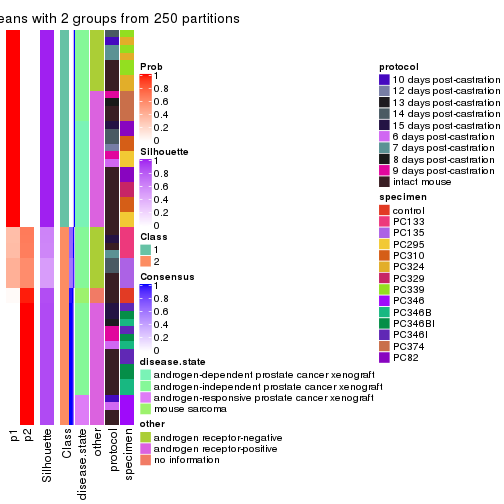 eans with 2 groups from 250 partitions
p1
p2
Silhouette
Class
disease.state
other
protocol
specimen
Prob
1
0.8
0.6
0.4
0.2
0
Silhouette
1
0.8
0.6
0.4
0.2
0
Class
1
2
Consensus
1
0.8
0.6
0.4
0.2
0
disease.state
androgen-dependent prostate cancer xenograft
androgen-independent prostate cancer xenograft
androgen-responsive prostate cancer xenograft
mouse sarcoma
other
androgen receptor-negative
androgen receptor-positive
no information
protocol
10 days post-castration
12 days post-castration
13 days post-castration
14 days post-castration
15 days post-castration
6 days post-castration
7 days post-castration
8 days post-castration
9 days post-castration
intact mouse
specimen
control
PC133
PC135
PC295
PC310
PC324
PC329
PC339
PC346
PC346B
PC346BI
PC346I
PC374
PC82